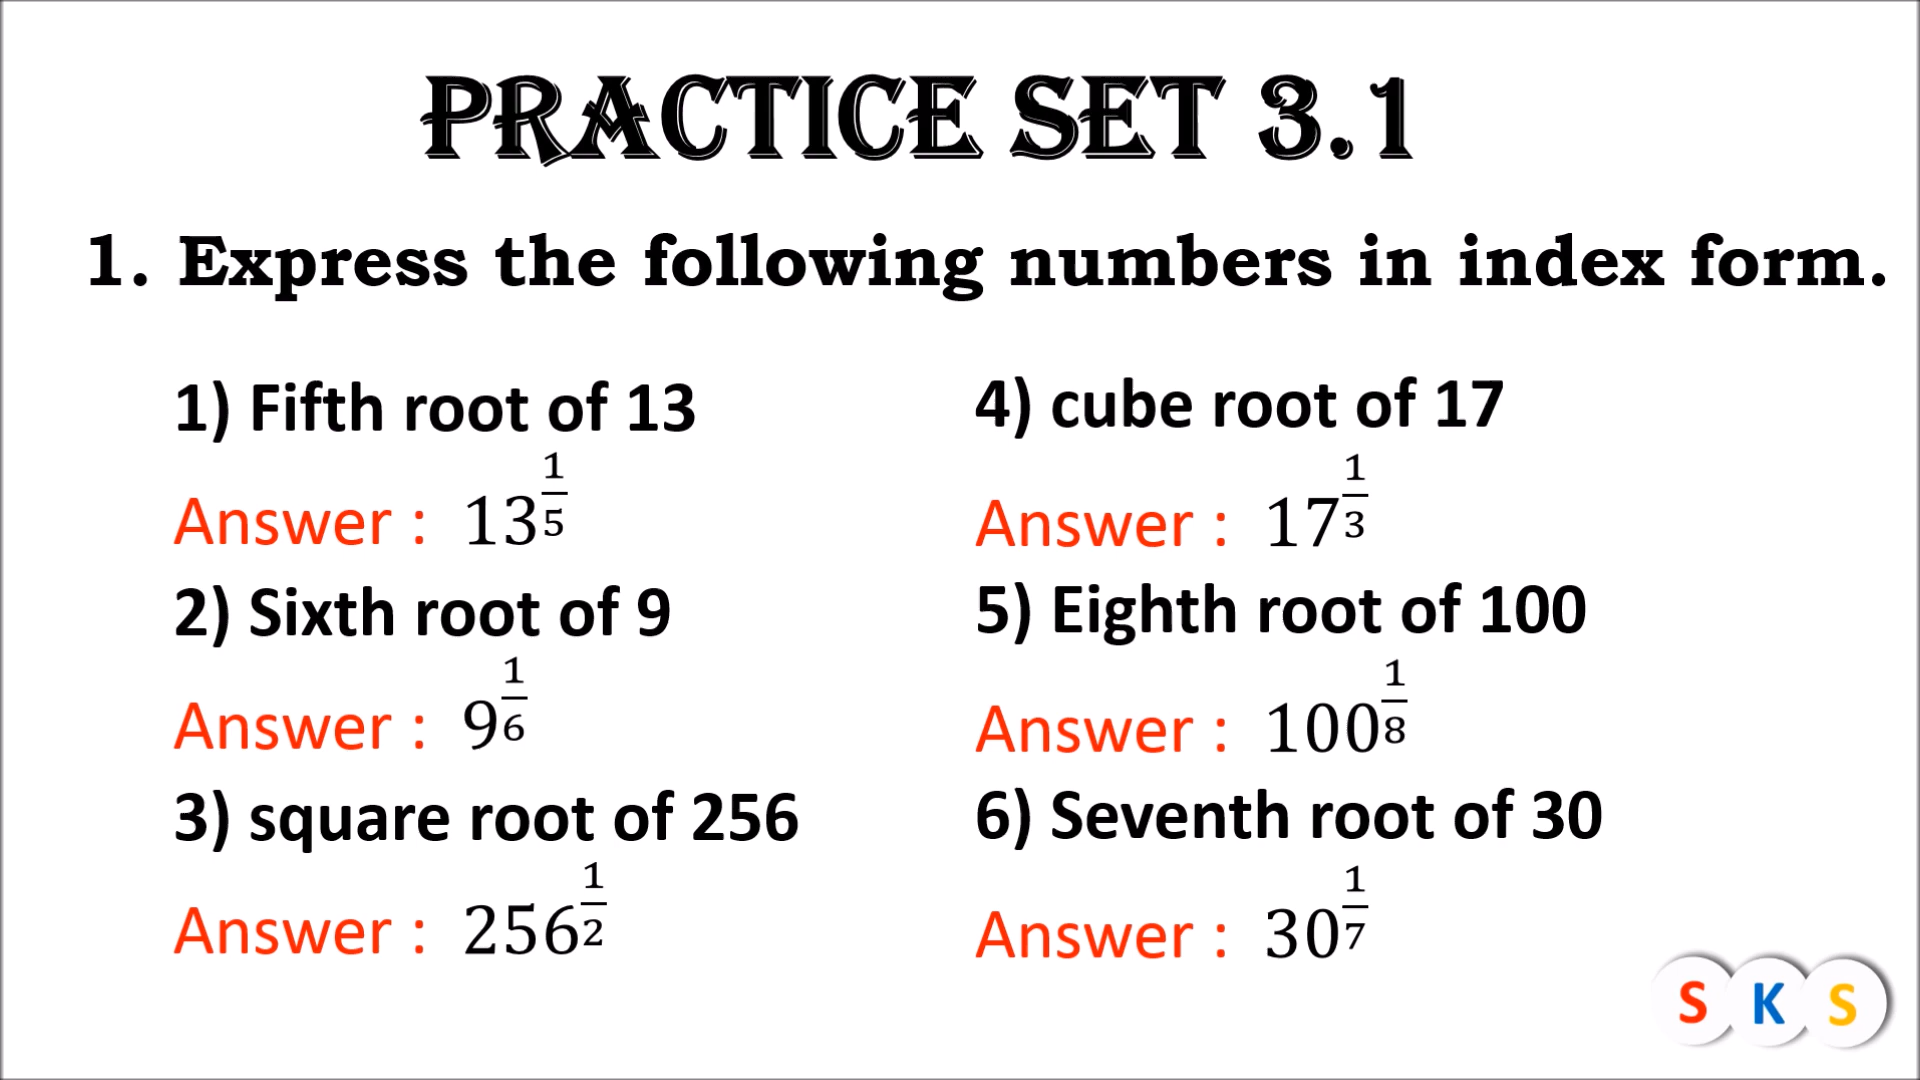 PRACTICE SET 3.1
1. Express the following numbers in index form.
1) Fifth root of 13
Answer : 13^(1/5)
2) Sixth root of 9
Answer : 9^(1/6)
3) square root of 256
Answer : 256^(1/2)
4) cube root of 17
Answer : 17^(1/3)
5) Eighth root of 100
Answer : 100^(1/8)
6) Seventh root of 30
Answer : 30^(1/7)
S K S